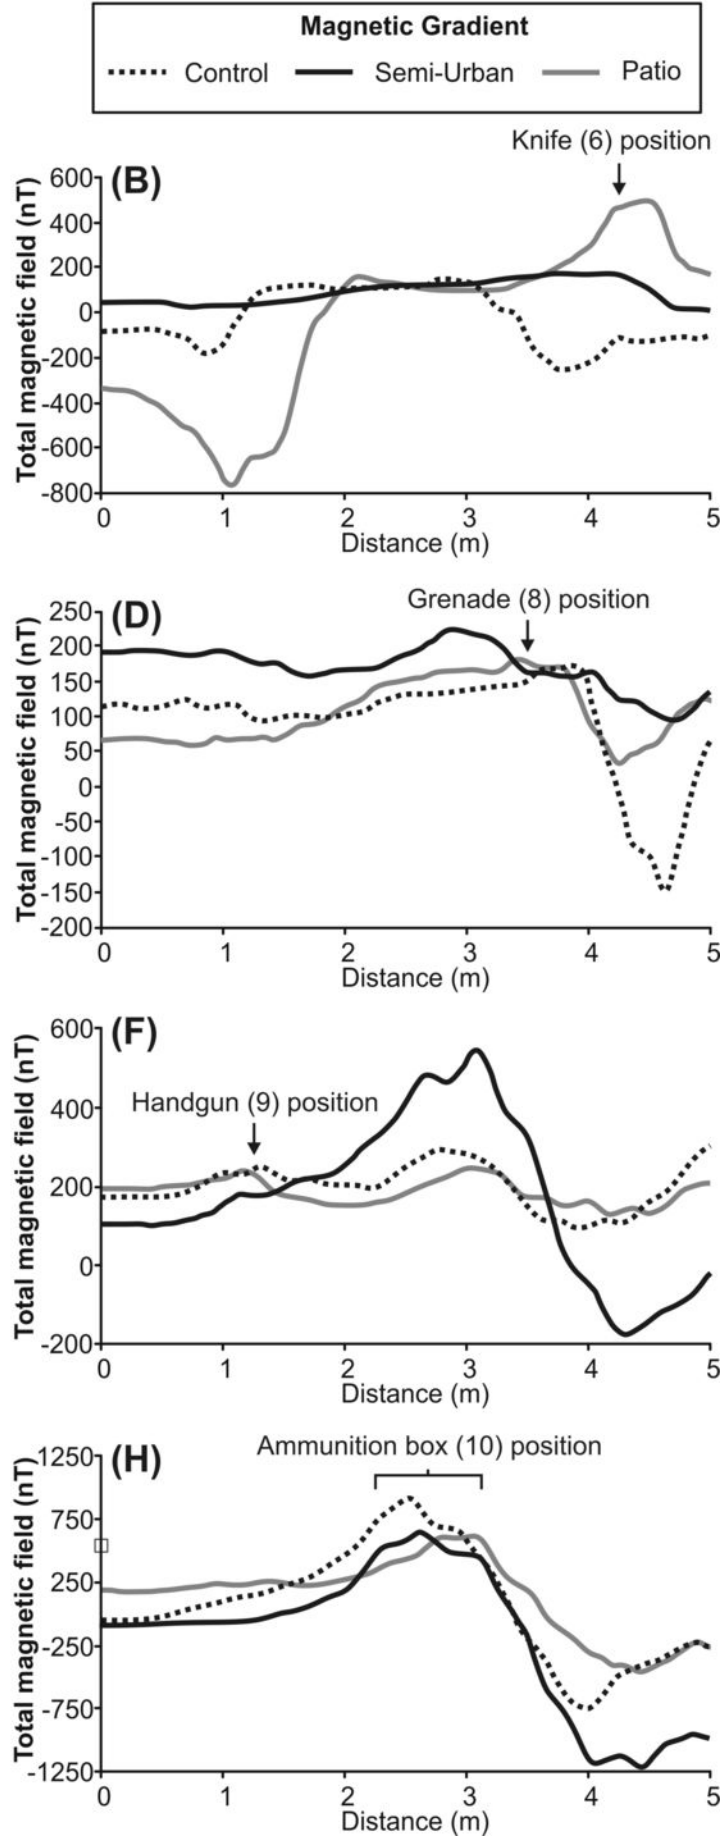 Magnetic Gradient
Control Semi-Urban Patio
(B)
Knife (6) position
Total magnetic field (nT)
600
400
200
0
-200
-400
-600
-800
0 1 2 3 4 5
Distance (m)
(D)
Grenade (8) position
Total magnetic field (nT)
250
200
150
100
50
0
-50
-100
-150
-200
0 1 2 3 4 5
Distance (m)
(F)
Handgun (9) position
Total magnetic field (nT)
600
400
200
0
-200
0 1 2 3 4 5
Distance (m)
(H)
Ammunition box (10) position
Total magnetic field (nT)
1250
750
250
-250
-750
-1250
0 1 2 3 4 5
Distance (m)